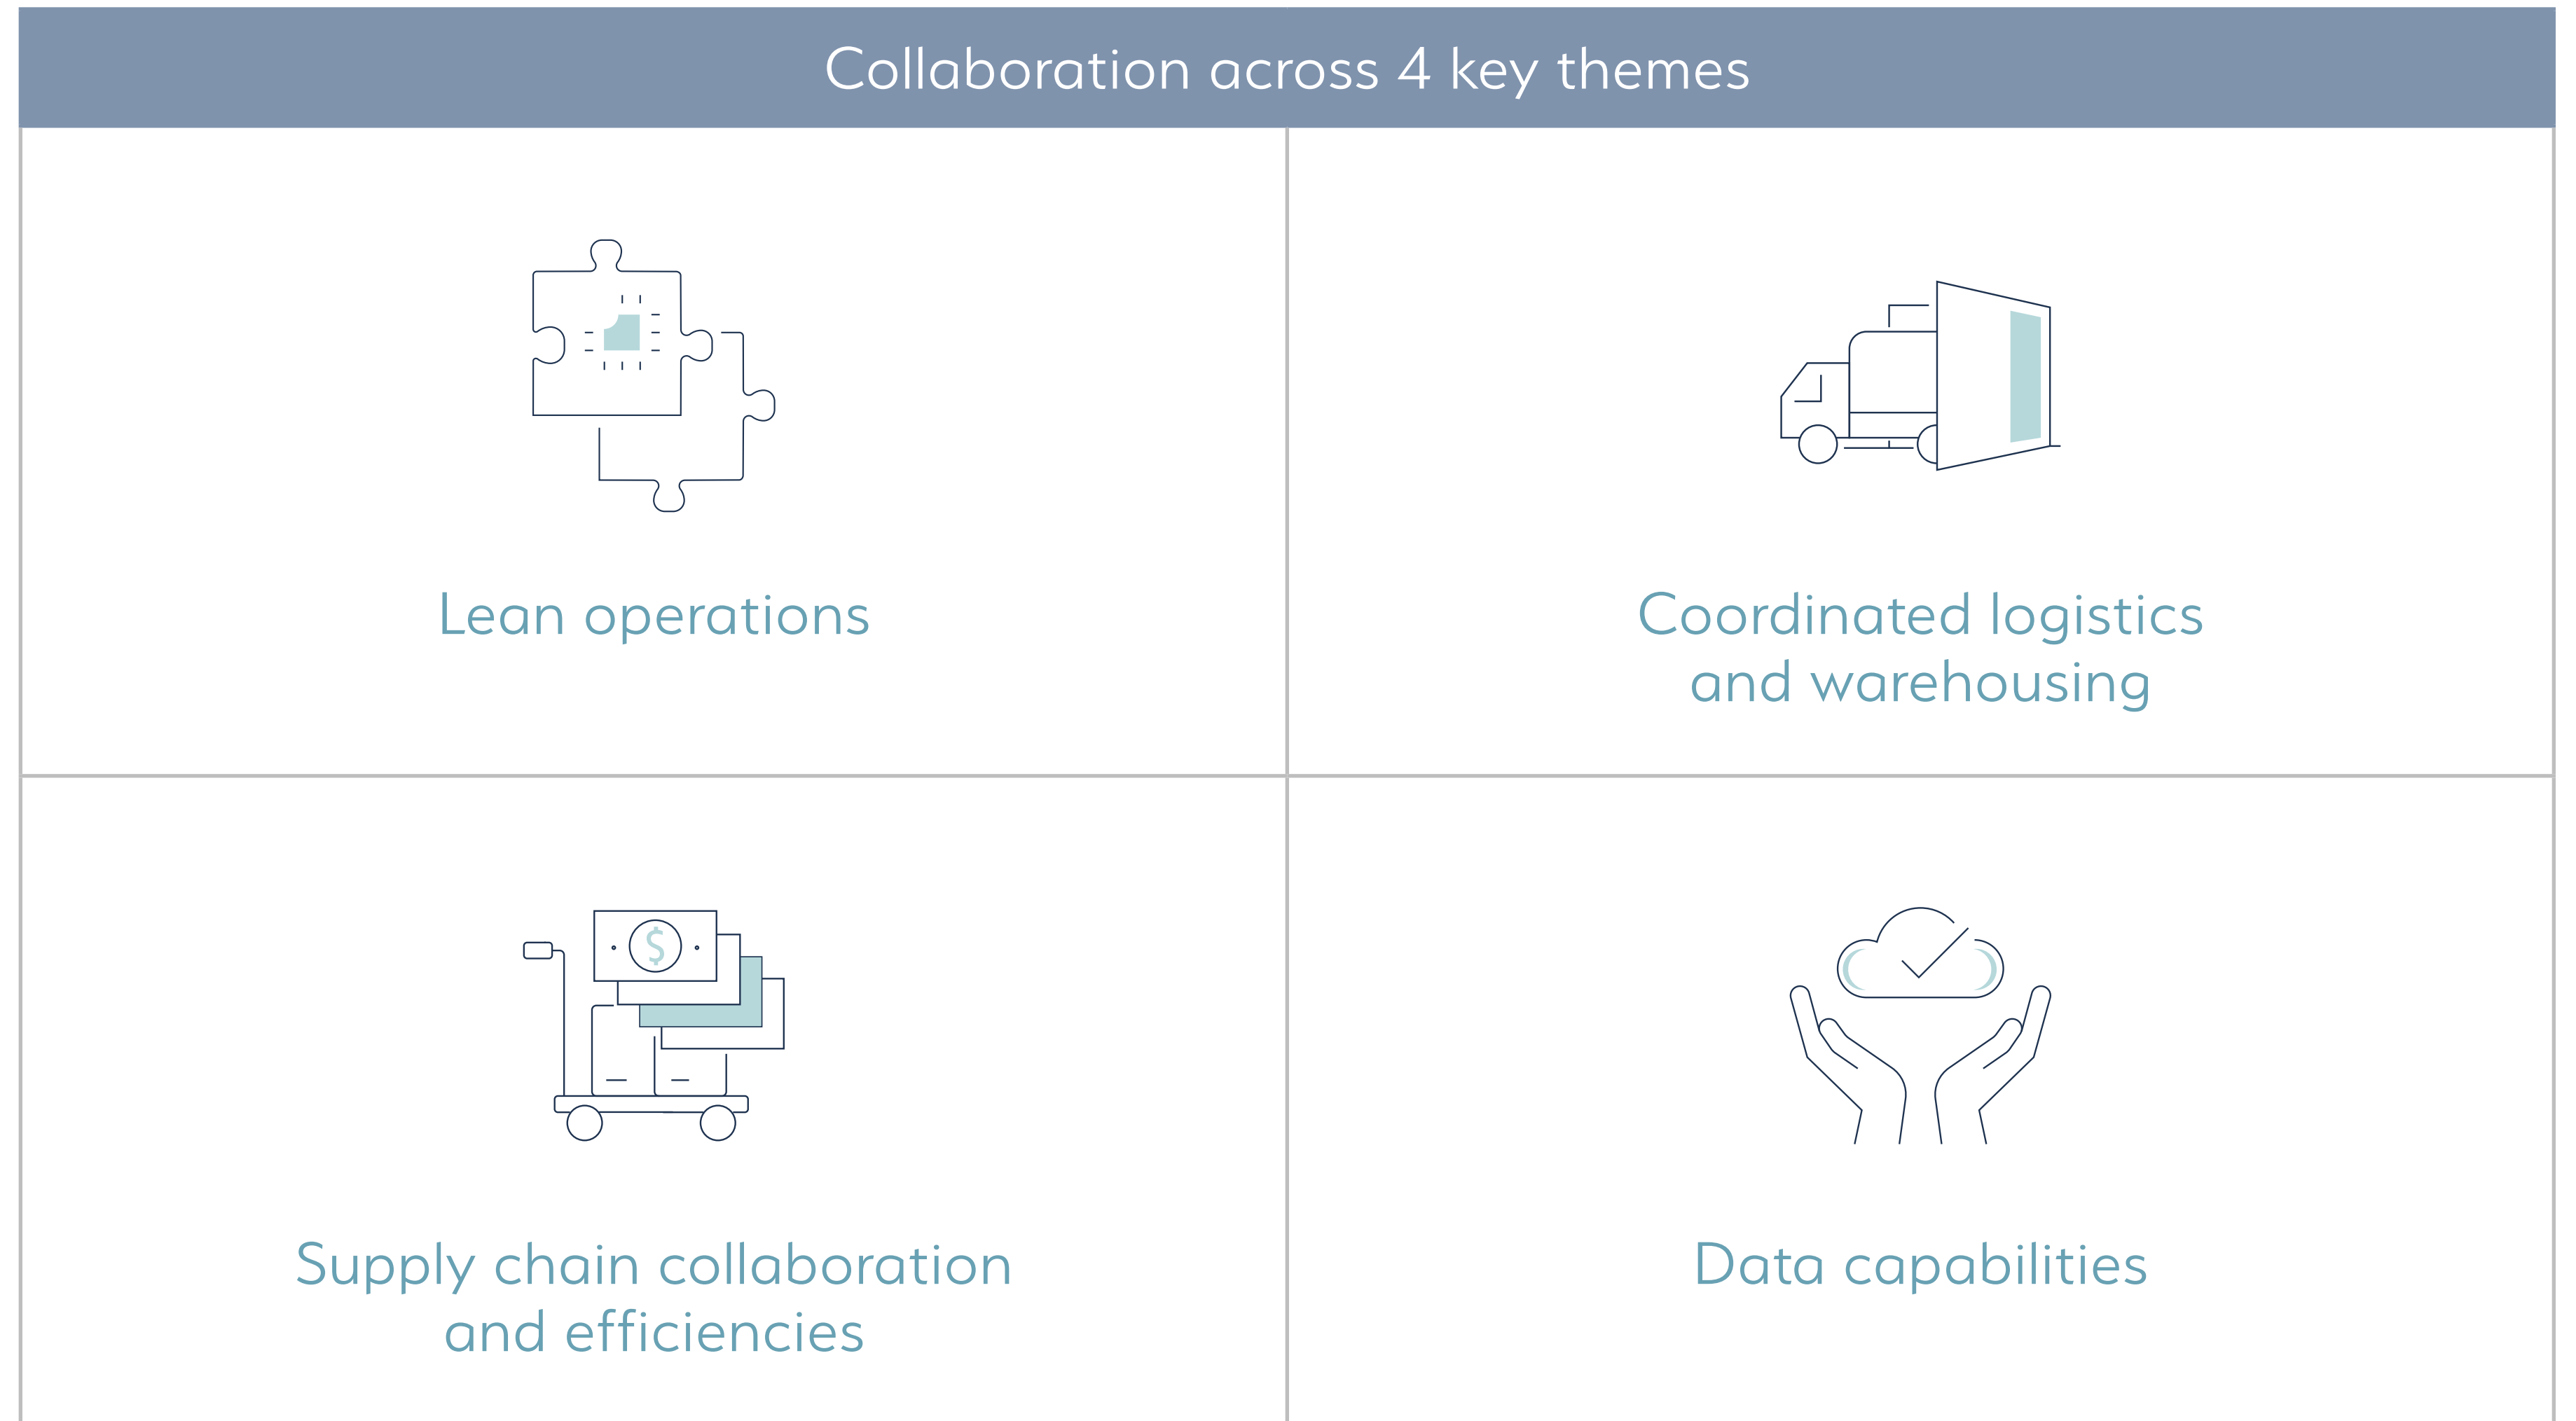 Collaboration across 4 key themes
Lean operations
Coordinated logistics
and warehousing
$
Supply chain collaboration
and efficiencies
Data capabilities